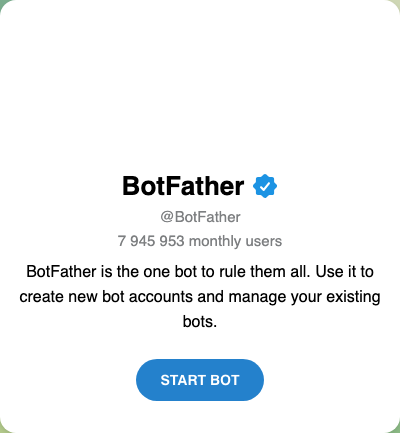 BotFather
@BotFather
7 945 953 monthly users
BotFather is the one bot to rule them all. Use it to
create new bot accounts and manage your existing
bots.
START BOT